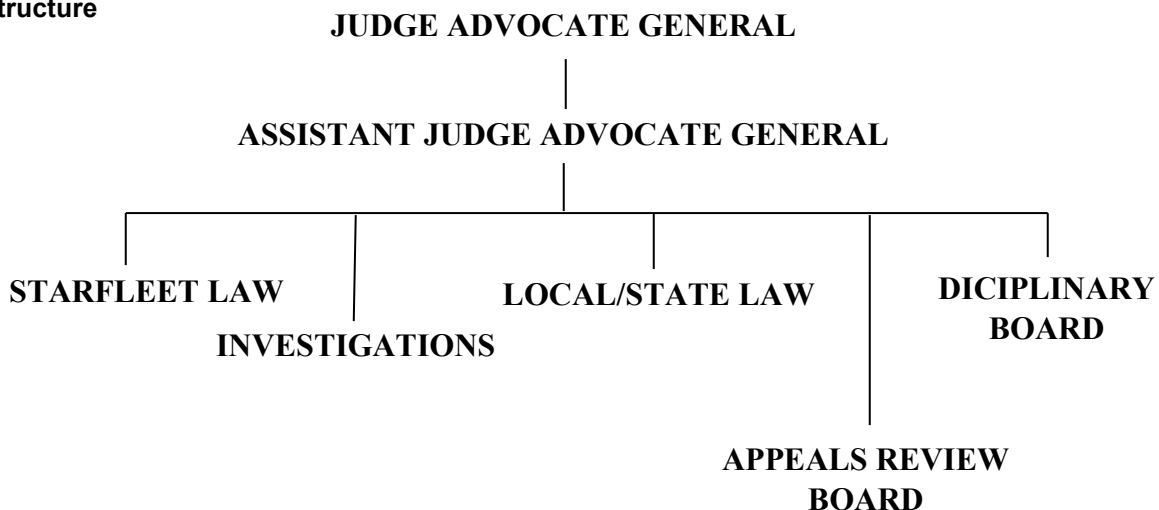 tructure
JUDGE ADVOCATE GENERAL
ASSISTANT JUDGE ADVOCATE GENERAL
STARFLEET LAW
INVESTIGATIONS
LOCAL/STATE LAW
APPEALS REVIEW
BOARD
DICIPLINARY
BOARD